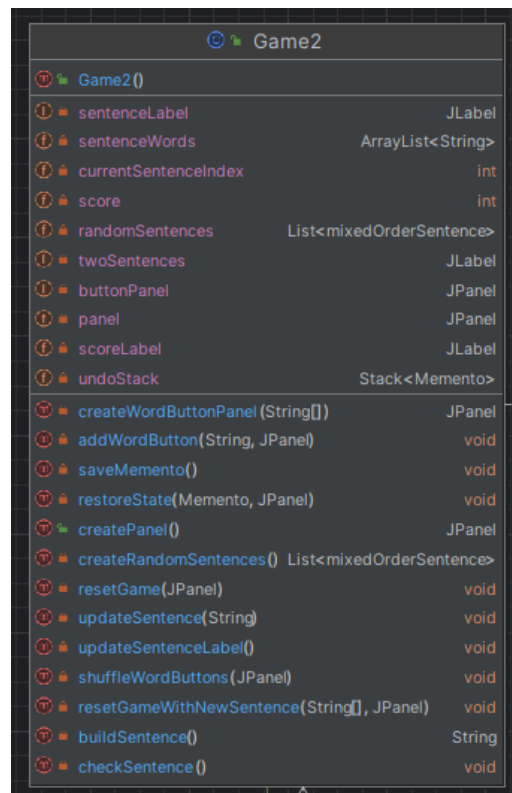 Game2
Game2()
sentenceLabel JLabel
sentenceWords ArrayList<String>
currentSentenceIndex int
score int
randomSentences List<mixedOrderSentence>
twoSentences JLabel
buttonPanel JPanel
panel JPanel
scoreLabel JLabel
undoStack Stack<Memento>
createWordButtonPanel(String[]) JPanel
addWordButton(String, JPanel) void
saveMemento() void
restoreState(Memento, JPanel) void
createPanel() JPanel
createRandomSentences() List<mixedOrderSentence>
resetGame(JPanel) void
updateSentence(String) void
updateSentenceLabel() void
shuffleWordButtons(JPanel) void
resetGameWithNewSentence(String[], JPanel) void
buildSentence() String
checkSentence() void